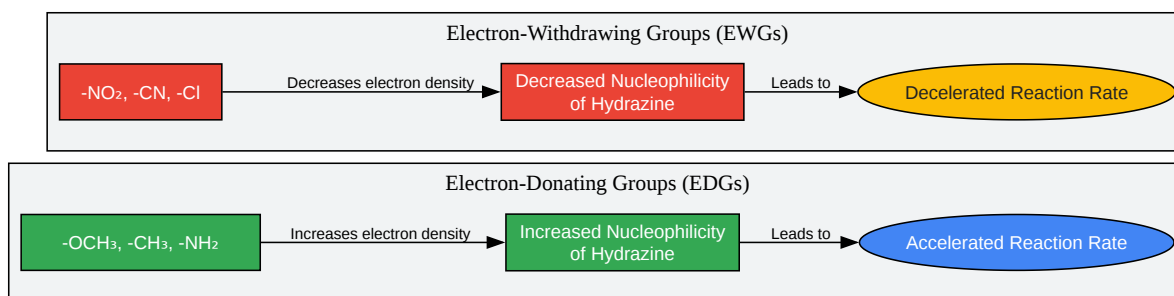 Electron-Withdrawing Groups (EWGs)
-NO₂, -CN, -Cl
Decreases electron density
Decreased Nucleophilicity
of Hydrazine
Leads to
Decelerated Reaction Rate
Electron-Donating Groups (EDGs)
-OCH₃, -CH₃, -NH₂
Increases electron density
Increased Nucleophilicity
of Hydrazine
Leads to
Accelerated Reaction Rate